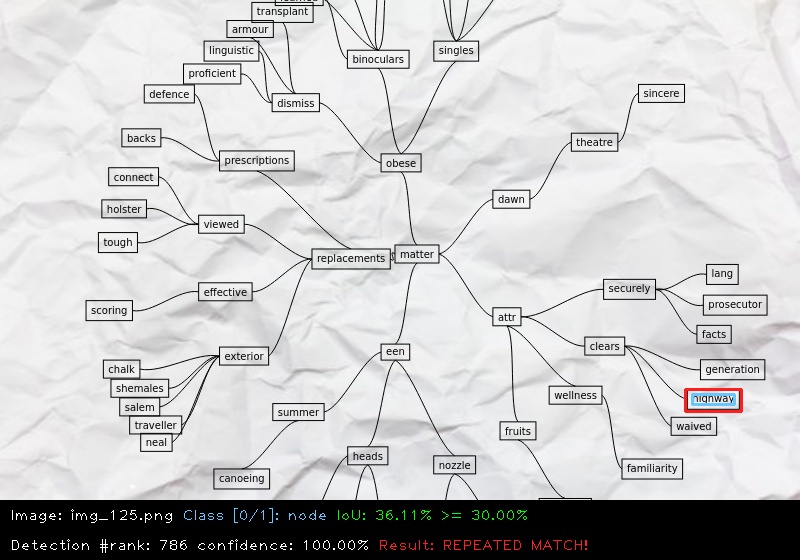 transplant
armour
linguistic
binoculars
singles
proficient
defence
dismiss
sincere
backs
theatre
prescriptions
obese
connect
dawn
holster
viewed
tough
replacements
matter
effective
securely
lang
scoring
prosecutor
attr
facts
exterior
een
clears
chalk
generation
shemales
wellness
highway
salem
summer
traveller
waived
neal
fruits
heads
nozzle
familiarity
canoeing
Image: img_125.png Class [0/1]: node IoU: 36.11% >= 30.00%
Detection #rank: 786 confidence: 100.00% Result: REPEATED MATCH!